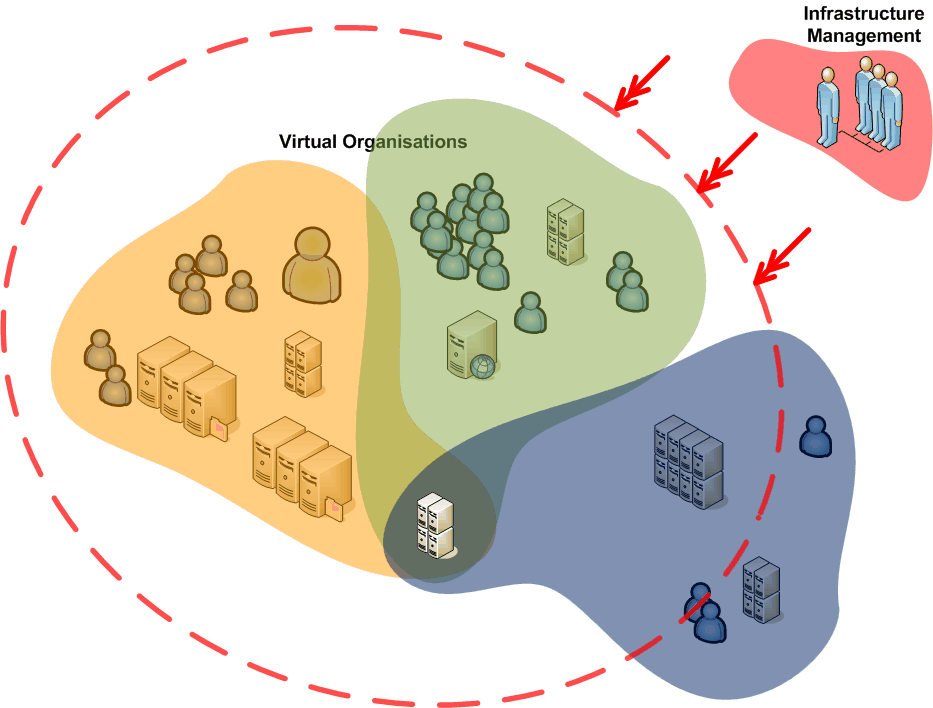 Infrastructure
Management
Virtual Organisations